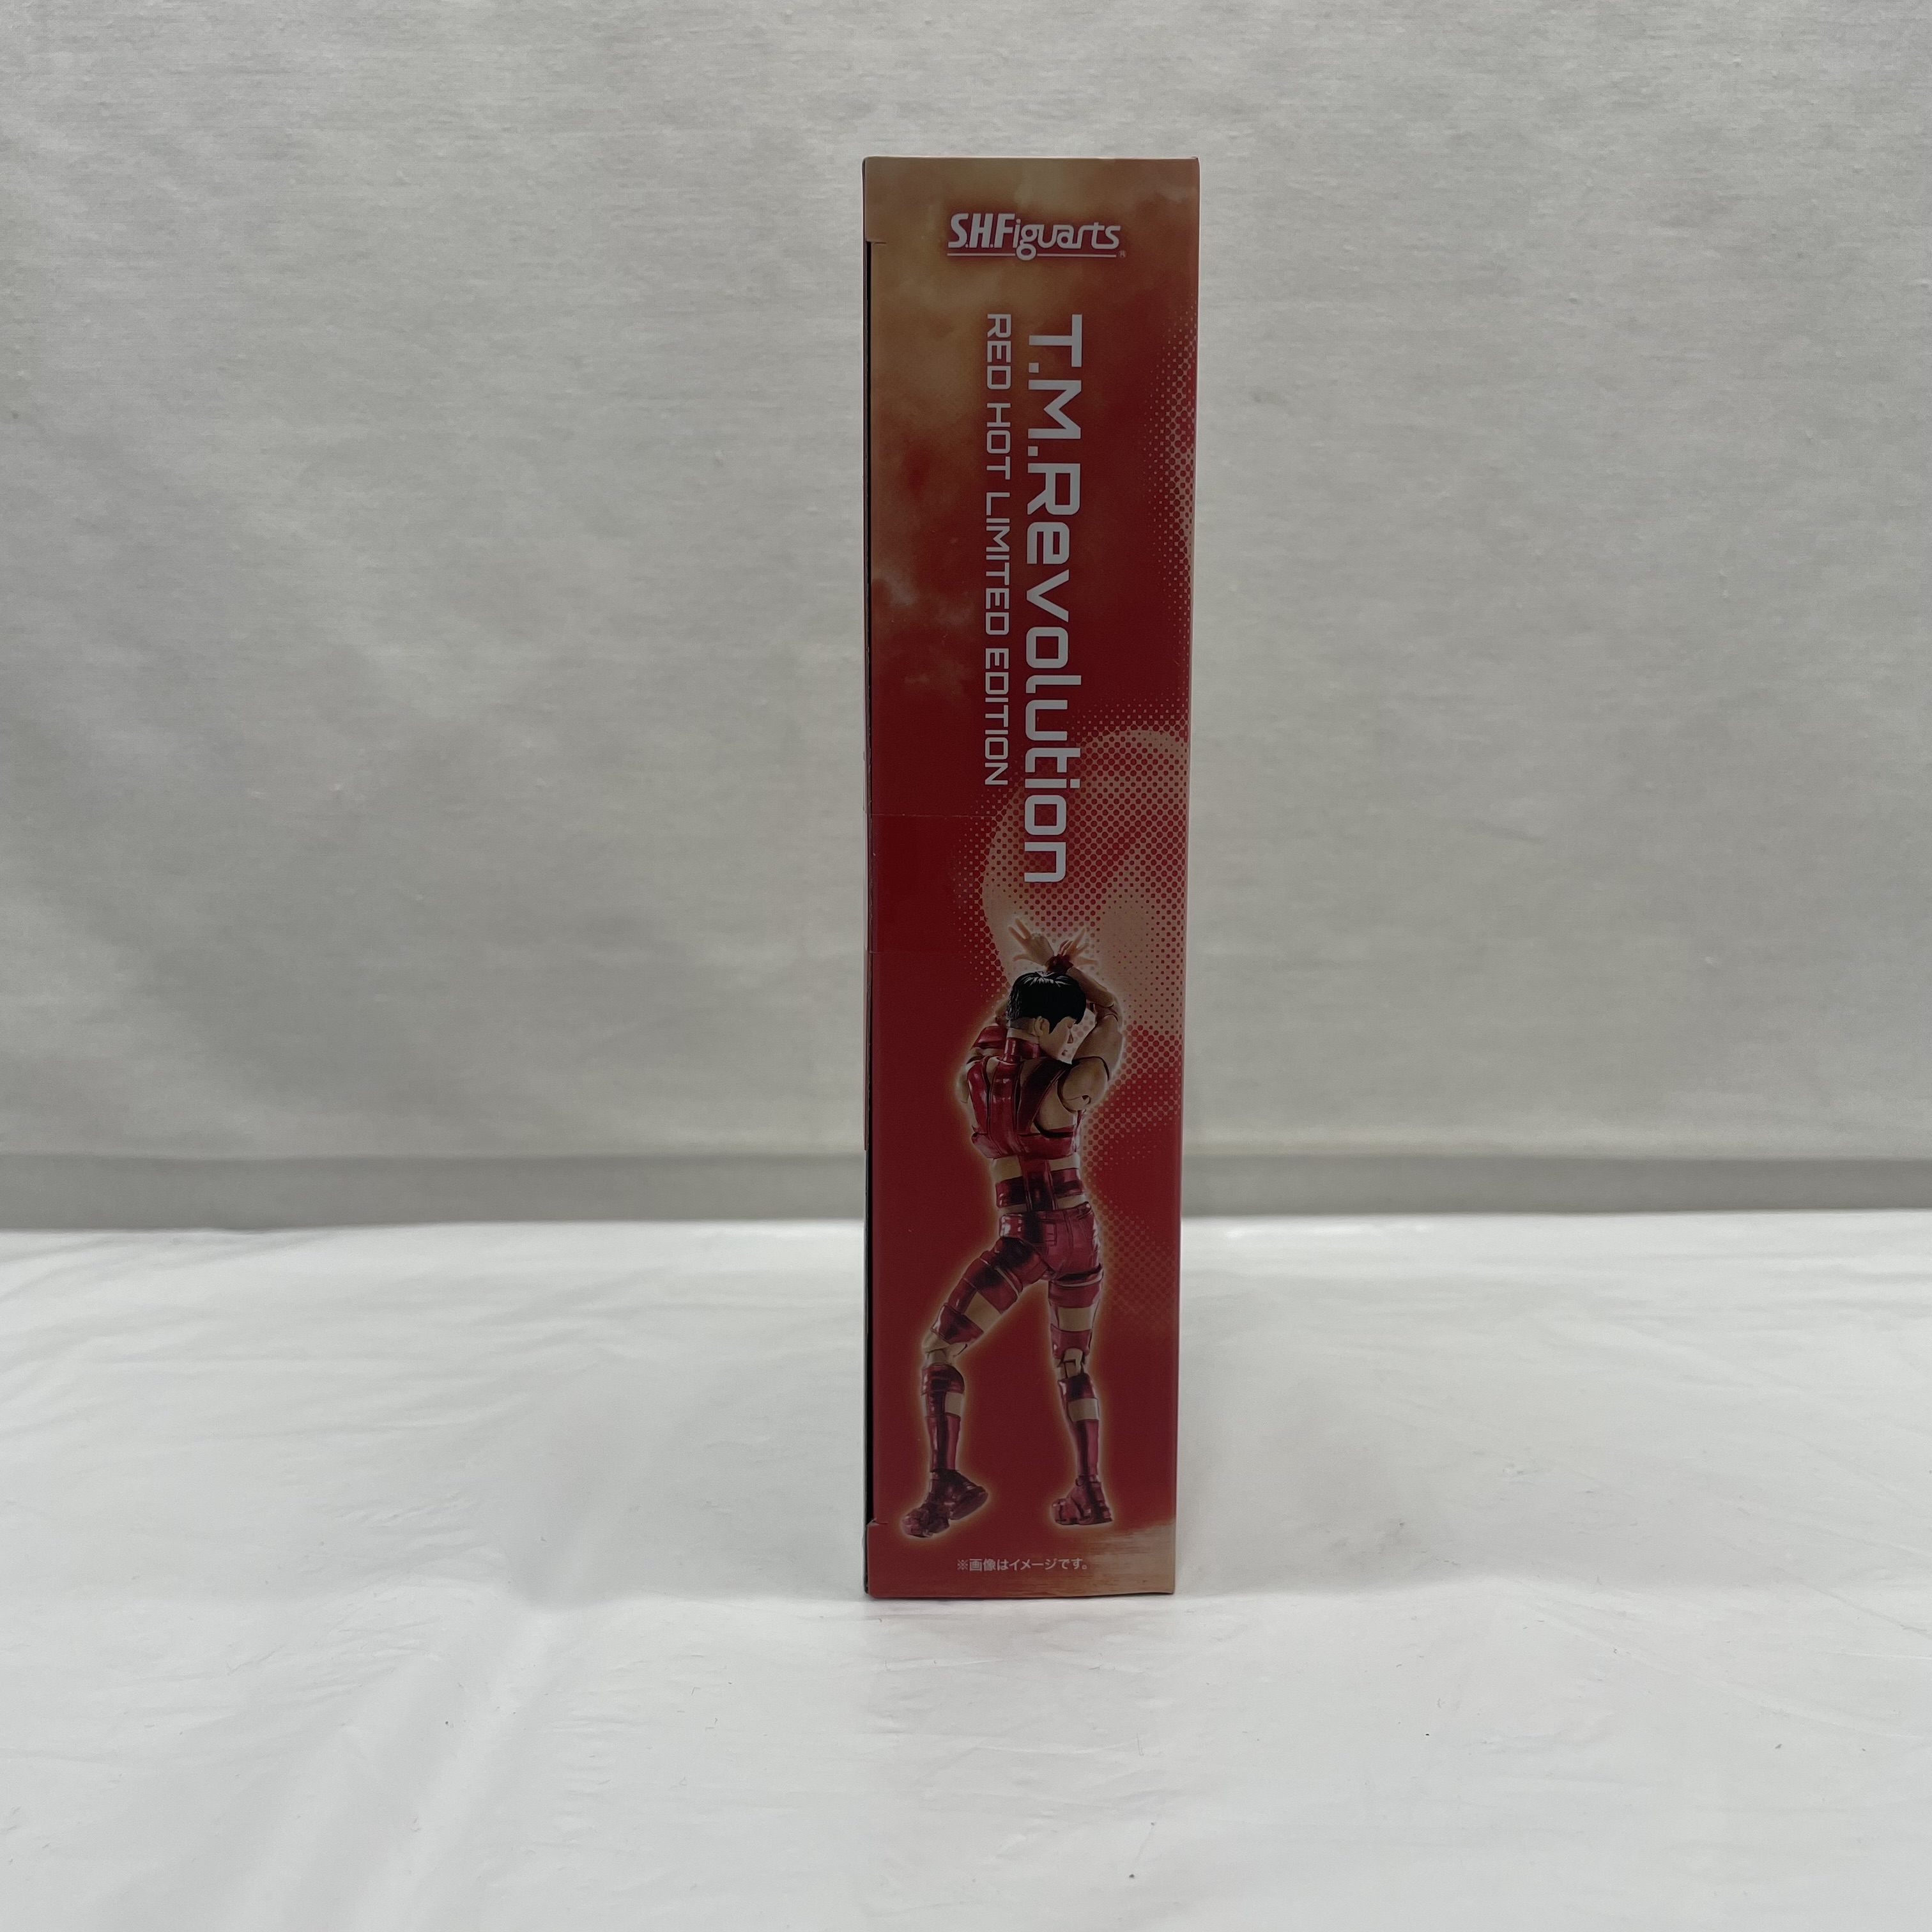 S.H.Figuarts
T.M.Revolution
RED HOT LIMITED EDITION
※画像はイメージです。